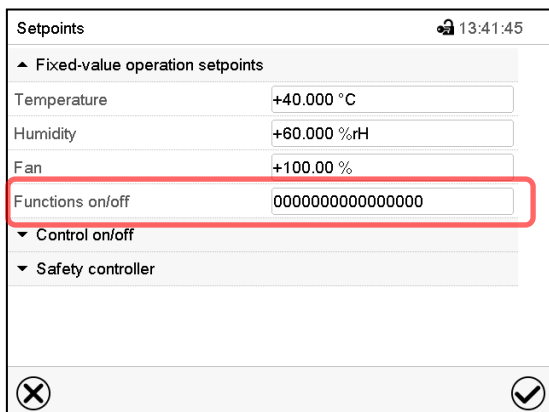 Setpoints 13:41:45
Fixed-value operation setpoints
Temperature +40.000 °C
Humidity +60.000 %rH
Fan +100.00 %
Functions on/off 0000000000000000
Control on/off
Safety controller